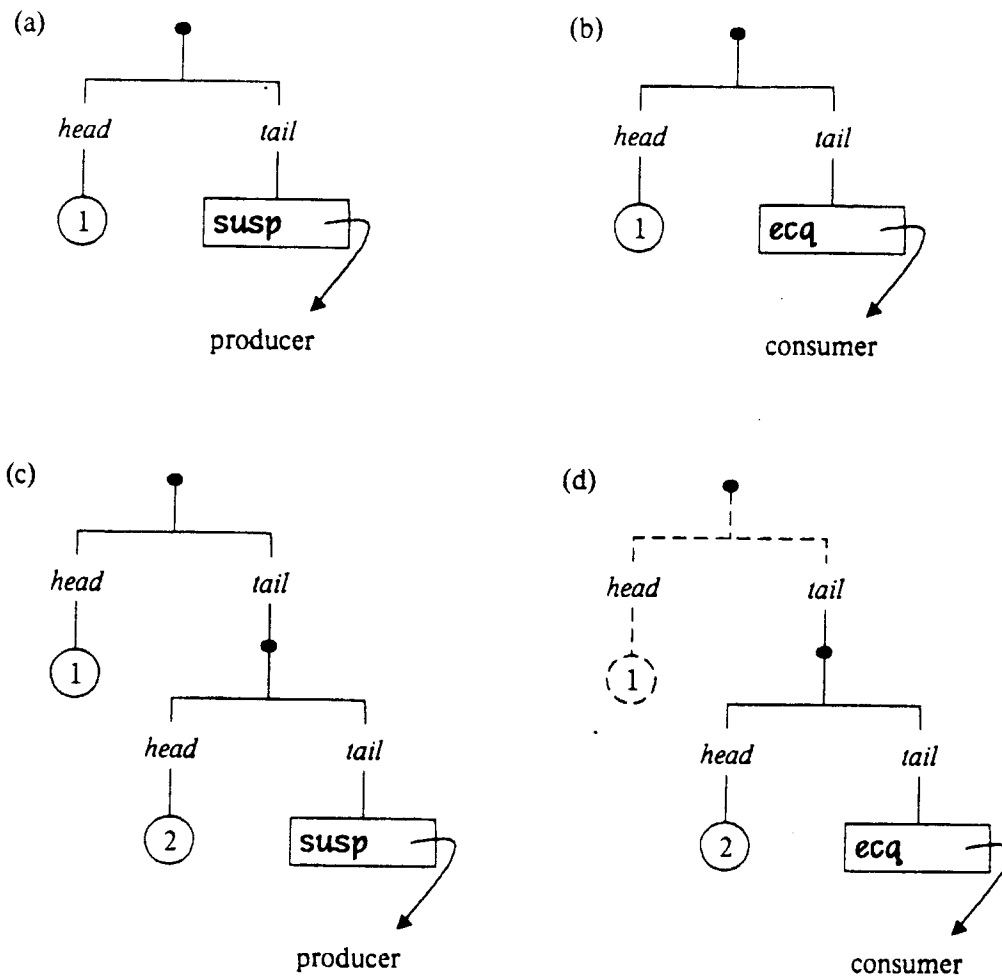 (a)
head tail
1 susp
producer
(b)
head tail
1 ecq
consumer
(c)
head tail
1
head tail
2 susp
producer
(d)
head tail
1
head tail
2 ecq
consumer